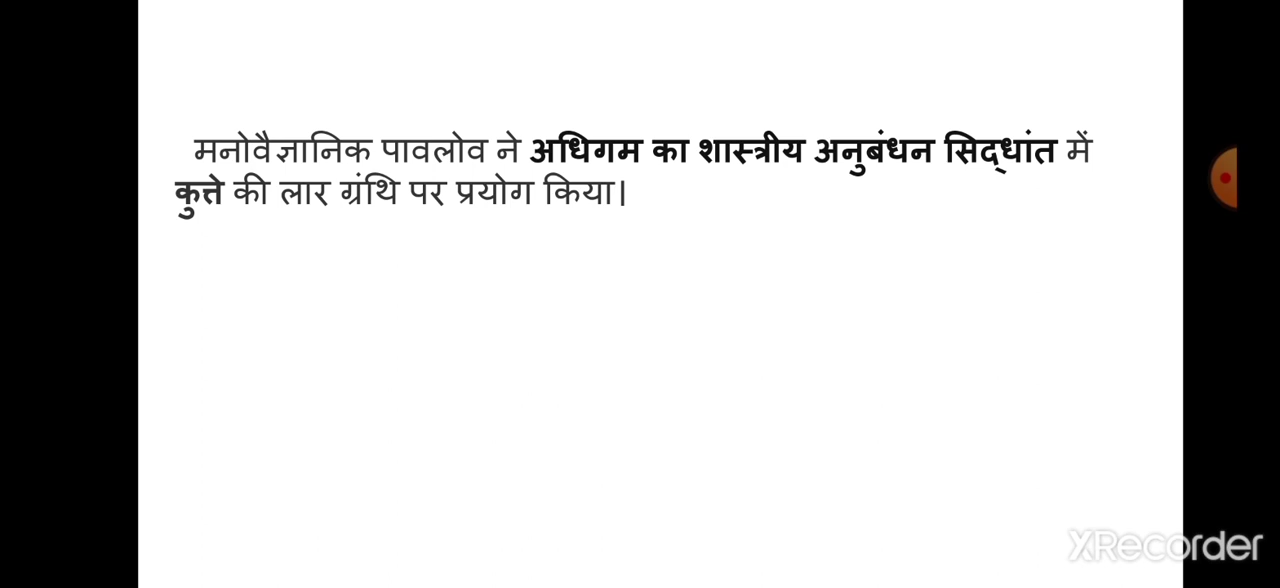 मनोवैज्ञानिक पावलोव ने अधिगम का शास्त्रीय अनुबंधन सिद्धांत में
कुत्ते की लार ग्रंथि पर प्रयोग किया।
XRecorder